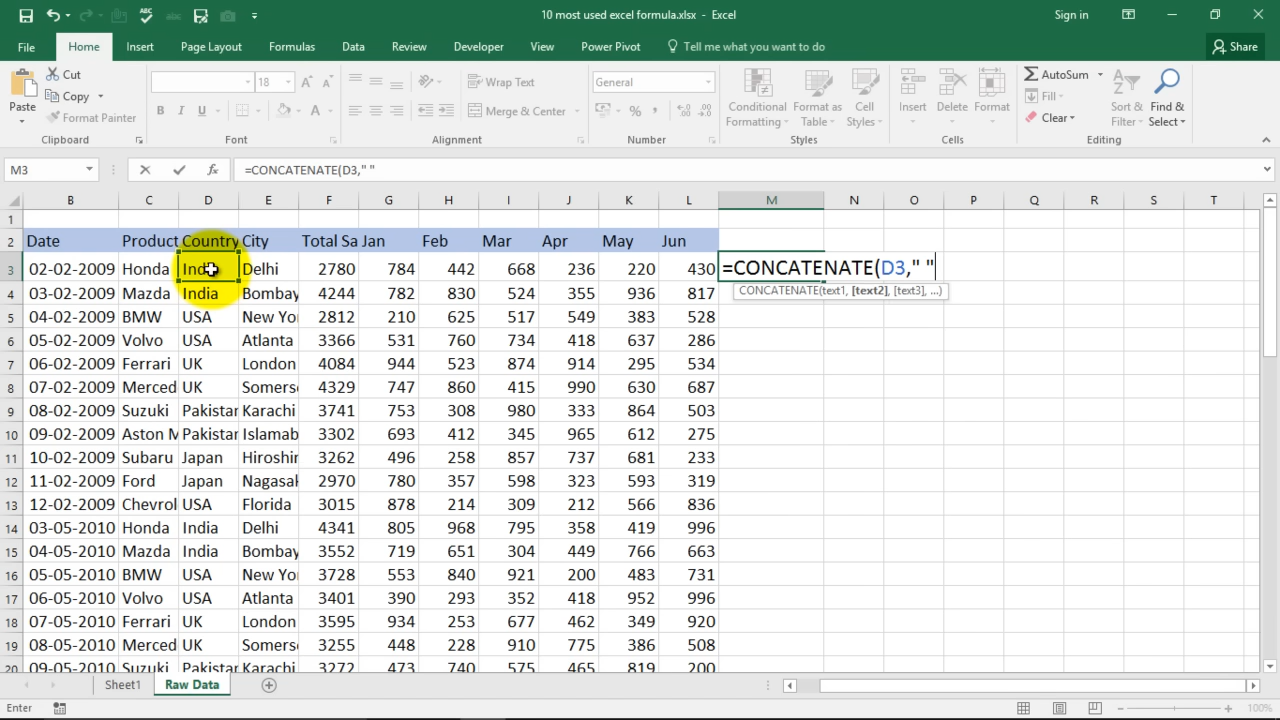 10 most used excel formula.xlsx - Excel
Sign in
File Home Insert Page Layout Formulas Data Review View Developer Power Pivot Tell me what you want to do Share
Paste
Cut
Copy
Format Painter
Clipboard
18
B I U A
Font
Wrap Text
Merge & Center
Alignment
General
%
Number
Conditional Formatting
Format as Table
Cell Styles
Styles
Insert
Delete
Format
Cells
AutoSum
Fill
Clear
Sort & Filter
Find & Select
Editing
M3 fx =CONCATENATE(D3," "
B C D E F G H I J K L M N O P Q R S T
1
2 Date Product Country City Total Sa Jan Feb Mar Apr May Jun
3 02-02-2009 Honda India Delhi 2780 784 442 668 236 220 430 =CONCATENATE(D3," "
CONCATENATE(text1, [text2], [text3], ...)
4 03-02-2009 Mazda India Bombay 4244 782 830 524 355 936 817
5 04-02-2009 BMW USA New Yo 2812 210 625 517 549 383 528
6 05-02-2009 Volvo USA Atlanta 3366 531 760 734 418 637 286
7 06-02-2009 Ferrari UK London 4084 944 523 874 914 295 534
8 07-02-2009 Merced UK Somers 4329 747 860 415 990 630 687
9 08-02-2009 Suzuki Pakistan Karachi 3741 753 308 980 333 864 503
10 09-02-2009 Aston M Pakistan Islamab 3302 693 412 345 965 612 275
11 10-02-2009 Subaru Japan Hiroshi 3262 496 258 857 737 681 233
12 11-02-2009 Ford Japan Nagasak 2970 780 357 598 323 593 319
13 12-02-2009 Chevrol USA Florida 3015 878 214 309 212 566 836
14 03-05-2010 Honda India Delhi 4341 805 968 795 358 419 996
15 04-05-2010 Mazda India Bombay 3552 719 651 304 449 766 663
16 05-05-2010 BMW USA New Yo 3728 553 840 921 200 483 731
17 06-05-2010 Volvo USA Atlanta 3401 390 293 352 418 952 996
18 07-05-2010 Ferrari UK London 3595 934 253 677 462 349 920
19 08-05-2010 Merced UK Somers 3255 448 228 910 775 386 508
20 09-05-2010 Suzuki Pakistan Karachi 3272 473 740 575 465 819 200
Sheet1 Raw Data
Enter 100%